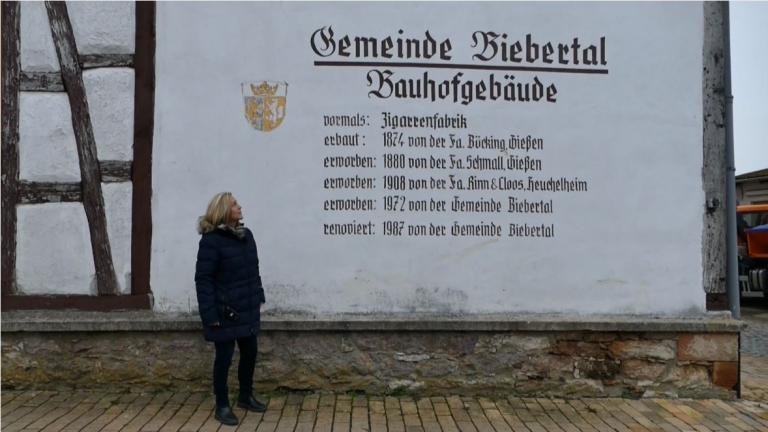 Gemeinde Biebertal
Bauhofgebäude
vormals: Zigarrenfabrik
erbaut: 1874 von der Fa. Böcking, Gießen
erworben: 1880 von der Fa. Schmall, Gießen
erworben: 1908 von der Fa. Rinn & Cloos, Heuchelheim
erworben: 1972 von der Gemeinde Biebertal
renoviert: 1987 von der Gemeinde Biebertal